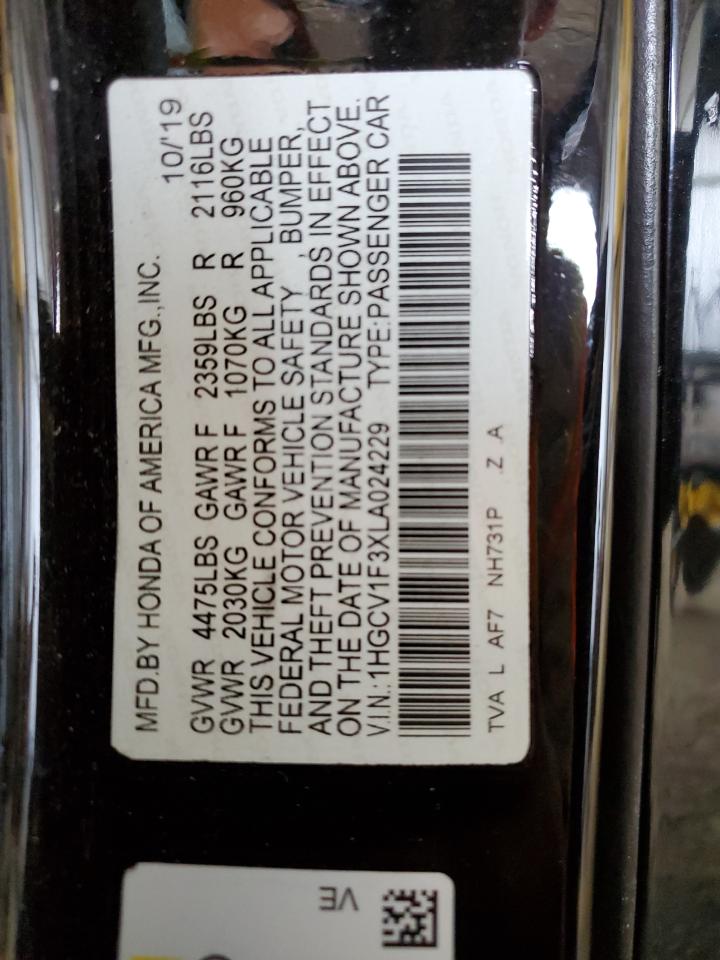 MFD.BY HONDA OF AMERICA MFG.,INC. 10/'19
GVWR 4475LBS GAWR F 2359LBS R 2116LBS
GVWR 2030KG GAWR F 1070KG R 960KG
THIS VEHICLE CONFORMS TO ALL APPLICABLE
FEDERAL MOTOR VEHICLE SAFETY , BUMPER,
AND THEFT PREVENTION STANDARDS IN EFFECT
ON THE DATE OF MANUFACTURE SHOWN ABOVE.
V.I.N.:1HGCV1F3XLA024229 TYPE:PASSENGER CAR
TVA L AF7 NH731P .Z A
VE